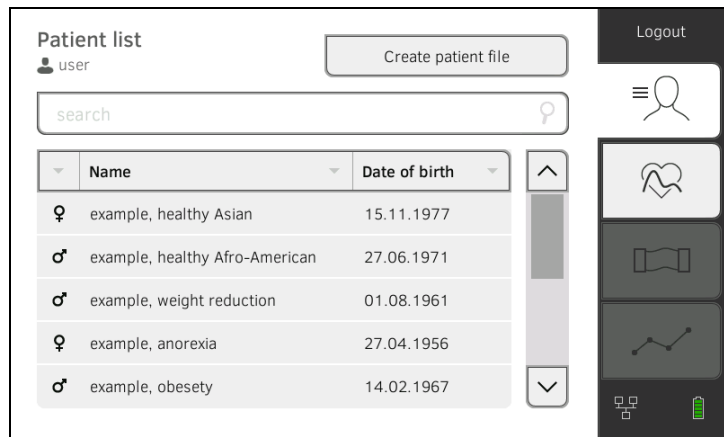 Patient list
user
Create patient file
Logout
search
Name Date of birth
example, healthy Asian 15.11.1977
example, healthy Afro-American 27.06.1971
example, weight reduction 01.08.1961
example, anorexia 27.04.1956
example, obesety 14.02.1967